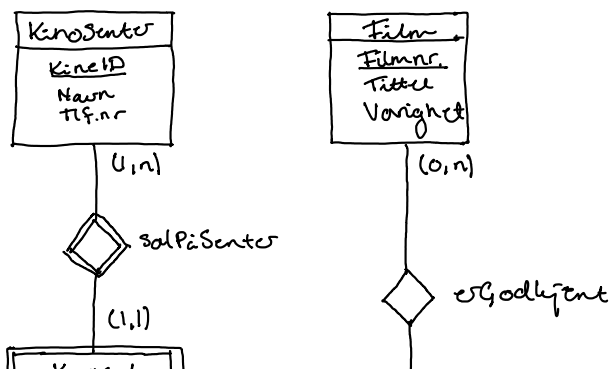 KinoSenter
KinoID
Navn
Tlf.nr
(1,n)
SalPåSenter
(1,1)
Film
Filmnr.
Tittel
Varighet
(0,n)
erGodkjent